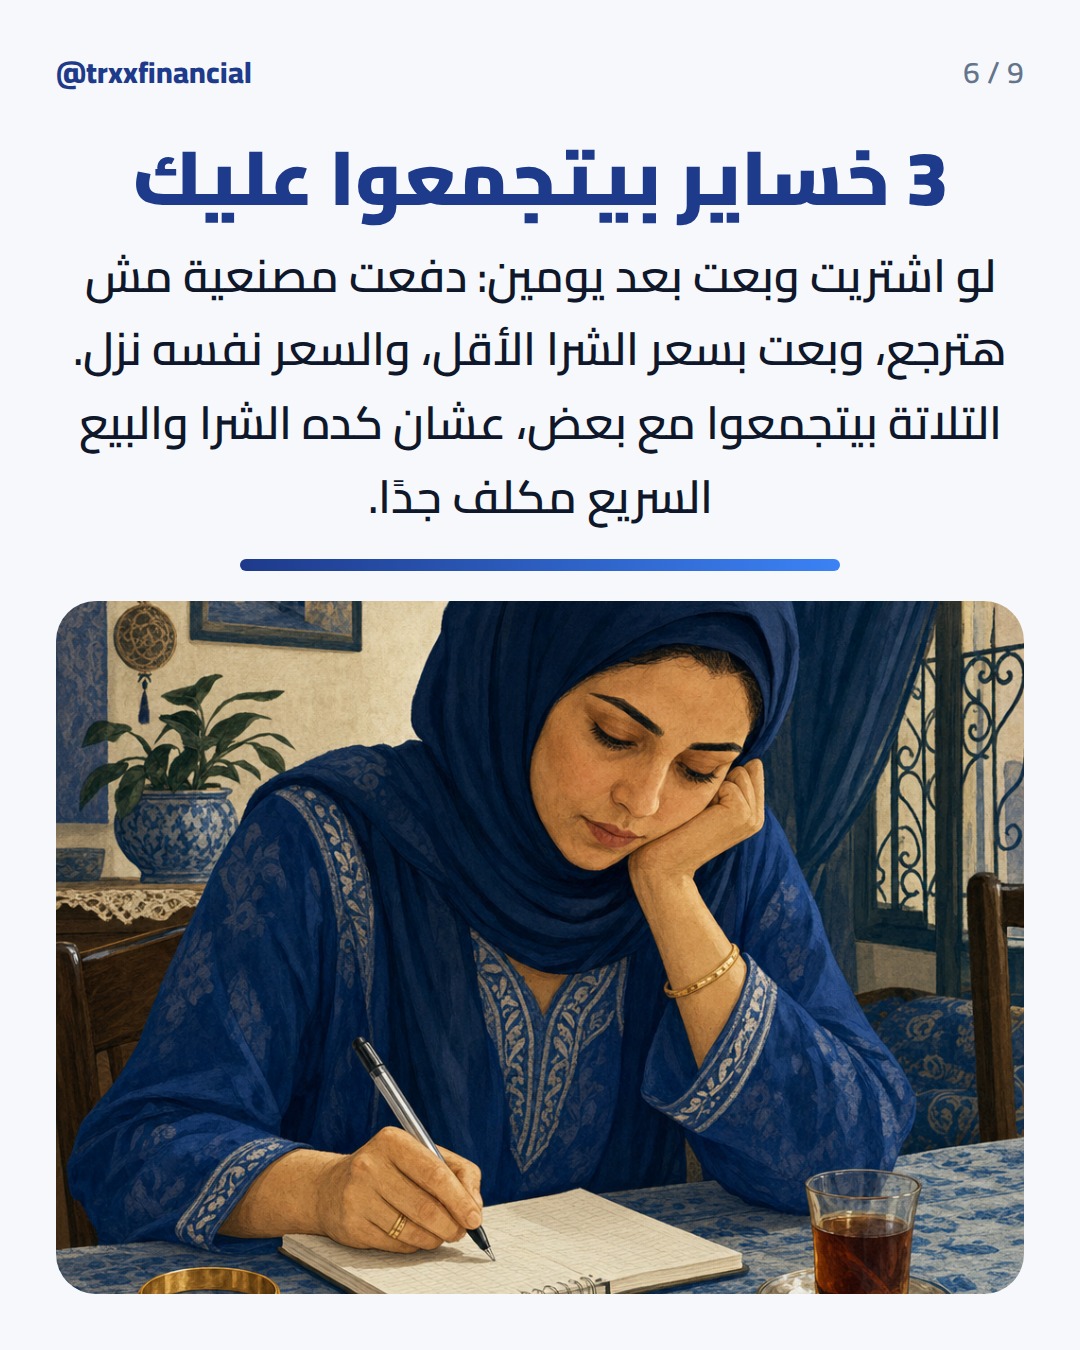 @trxxfinancial
6 / 9
3 خساير بيتجمعوا عليك
لو اشتريت وبعت بعد يومين: دفعت مصنعية مش
هترجع، وبعت بسعر الشرا الأقل، والسعر نفسه نزل.
التلاتة بيتجمعوا مع بعض، عشان كده الشرا والبيع
السريع مكلف جدًا.